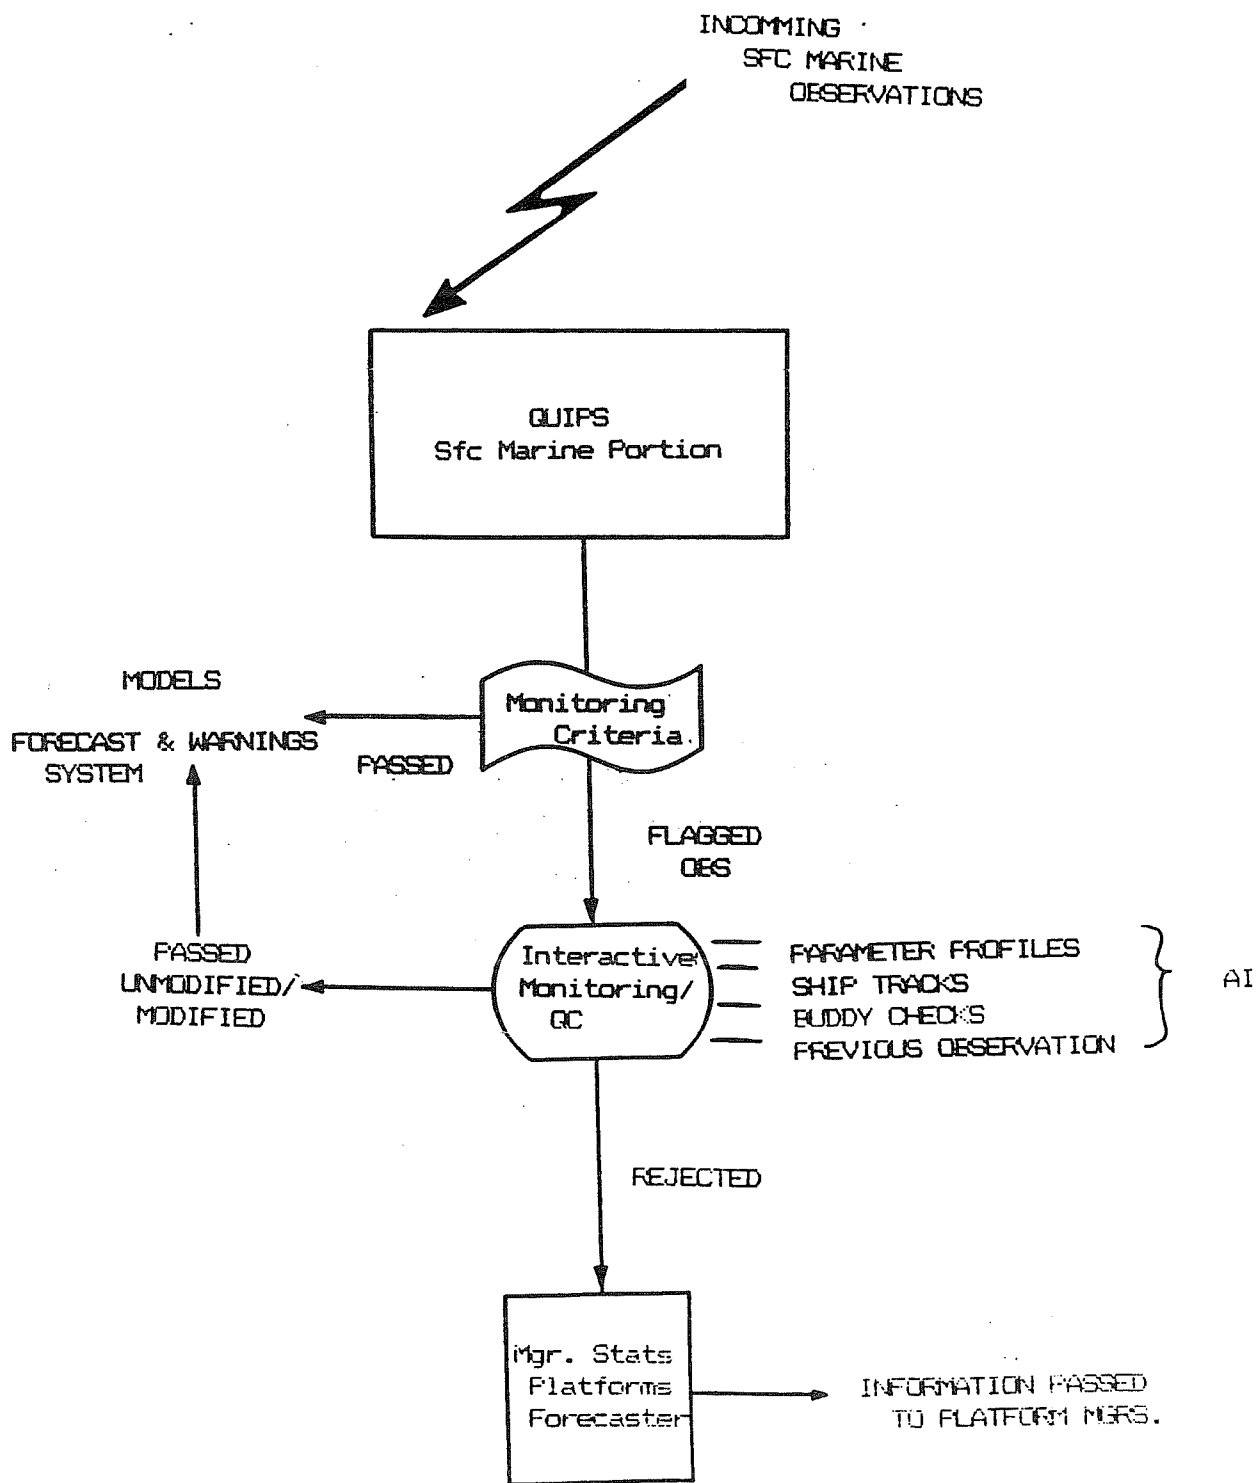 INCOMMING
SFC MARINE
OBSERVATIONS
QUIPS
Sfc Marine Portion
MODELS
FORECAST & WARNINGS
SYSTEM
PASSED
Monitoring
Criteria.
FLAGGED
OBS
PASSED
UNMODIFIED/
MODIFIED
Interactive
Monitoring/
QC
PARAMETER PROFILES
SHIP TRACKS
BUDDY CHECKS
PREVIOUS OBSERVATION
AI
REJECTED
Mgr. Stats
Platforms
Forecaster
INFORMATION PASSED
TO PLATFORM MGRS.